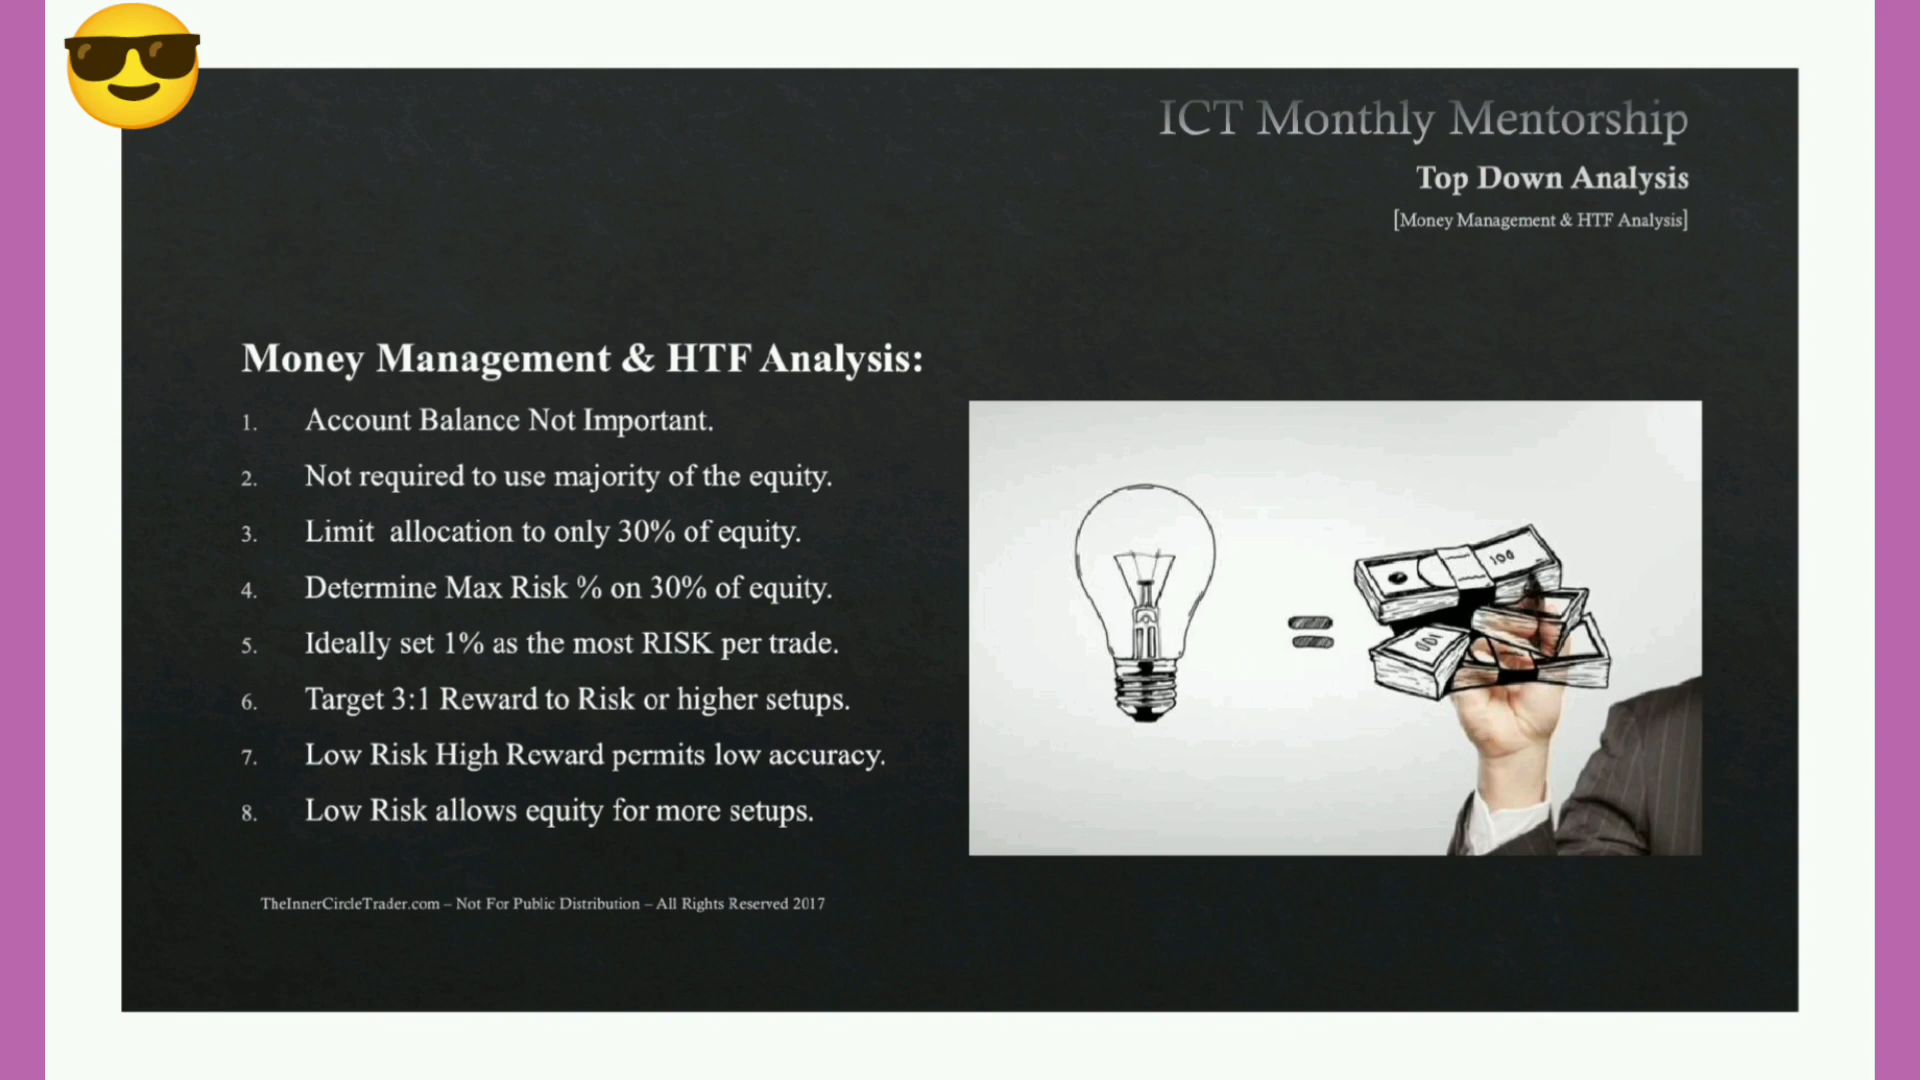 ICT Monthly Mentorship
Top Down Analysis
[Money Management & HTF Analysis]
Money Management & HTF Analysis:
1. Account Balance Not Important.
2. Not required to use majority of the equity.
3. Limit  allocation to only 30% of equity.
4. Determine Max Risk % on 30% of equity.
5. Ideally set 1% as the most RISK per trade.
6. Target 3:1 Reward to Risk or higher setups.
7. Low Risk High Reward permits low accuracy.
8. Low Risk allows equity for more setups.
=
100
100
TheInnerCircleTrader.com – Not For Public Distribution – All Rights Reserved 2017